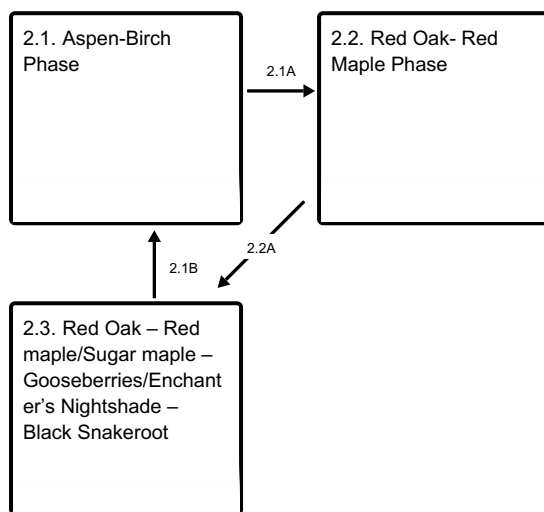 2.1. Aspen-Birch
Phase
2.1A
2.2. Red Oak- Red
Maple Phase
2.2A
2.1B
2.3. Red Oak – Red
maple/Sugar maple –
Gooseberries/Enchant
er's Nightshade –
Black Snakeroot